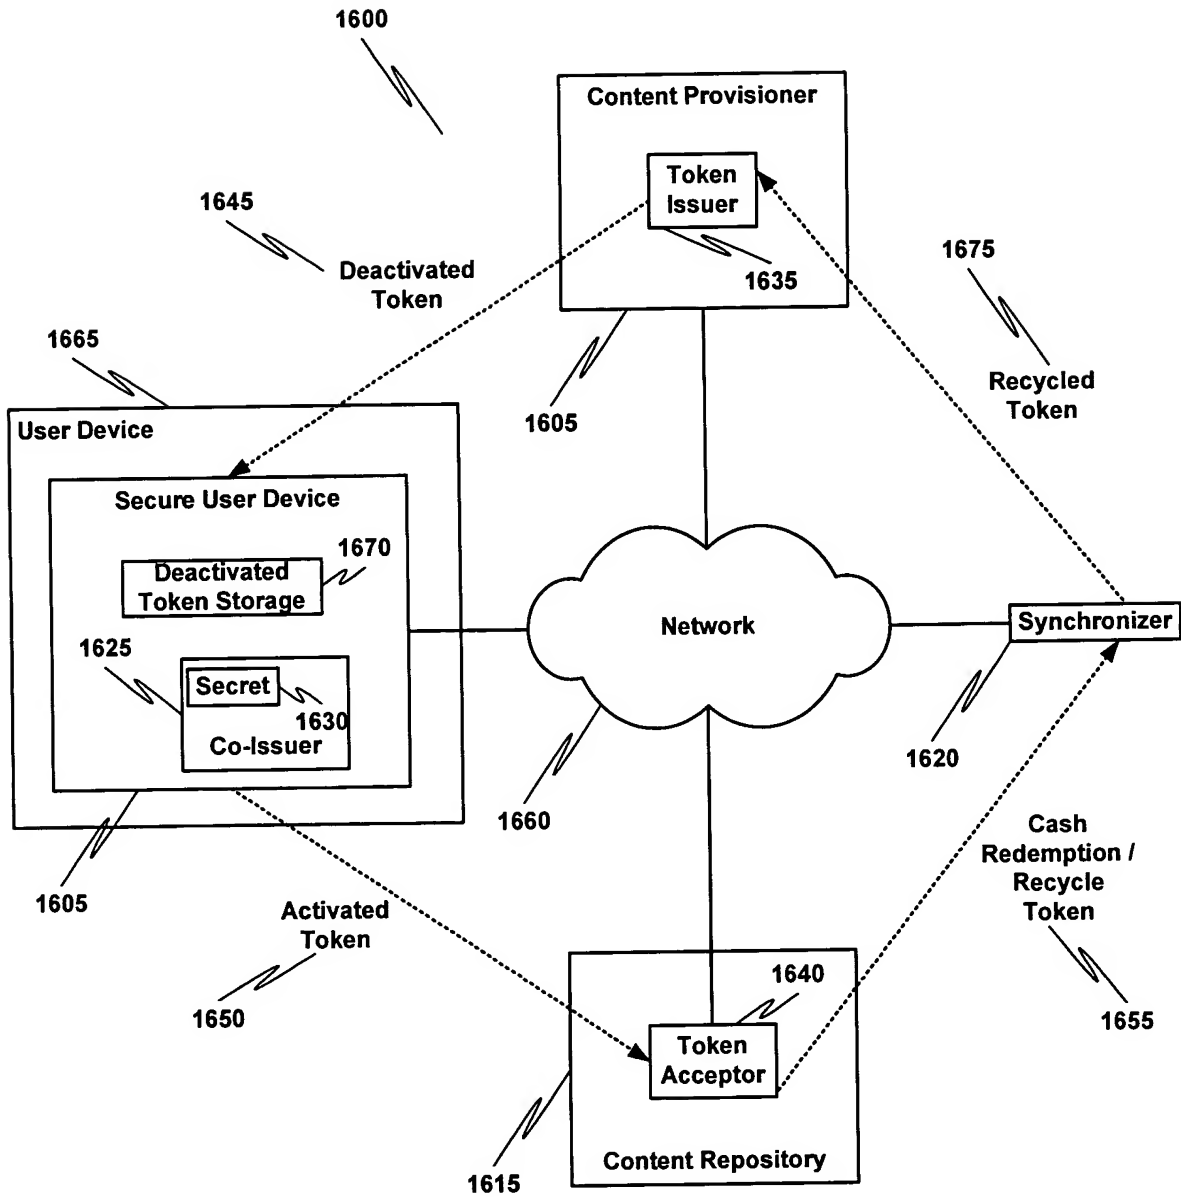 1600
Content Provisioner
Token
Issuer
1635
1645
Deactivated
Token
1675
Recycled
Token
1605
1665
User Device
Secure User Device
1670
Deactivated
Token Storage
1625
Secret
1630
Co-Issuer
Network
Synchronizer
1620
1660
1605
Activated
Token
1650
Cash
Redemption /
Recycle
Token
1655
1640
Token
Acceptor
1615
Content Repository